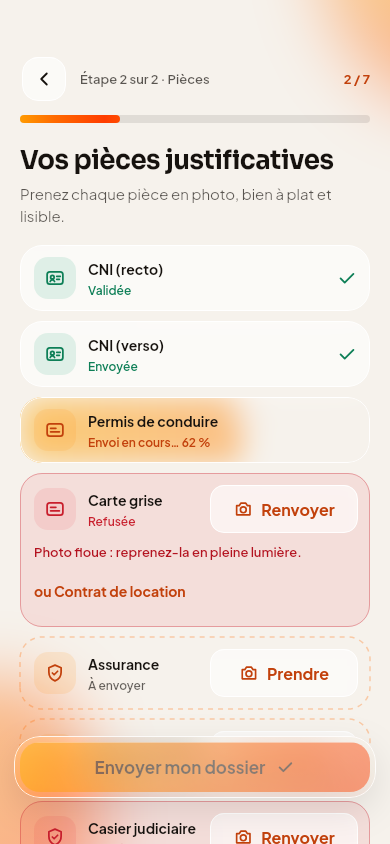 Étape 2 sur 2 · Pièces
2 / 7
Vos pièces justificatives
Prenez chaque pièce en photo, bien à plat et
lisible.
CNI (recto)
Validée
CNI (verso)
Envoyée
Permis de conduire
Envoi en cours… 62 %
Carte grise
Refusée
Renvoyer
Photo floue : reprenez-la en pleine lumière.
ou Contrat de location
Assurance
À envoyer
Prendre
Envoyer mon dossier
Casier judiciaire
Renvoyer